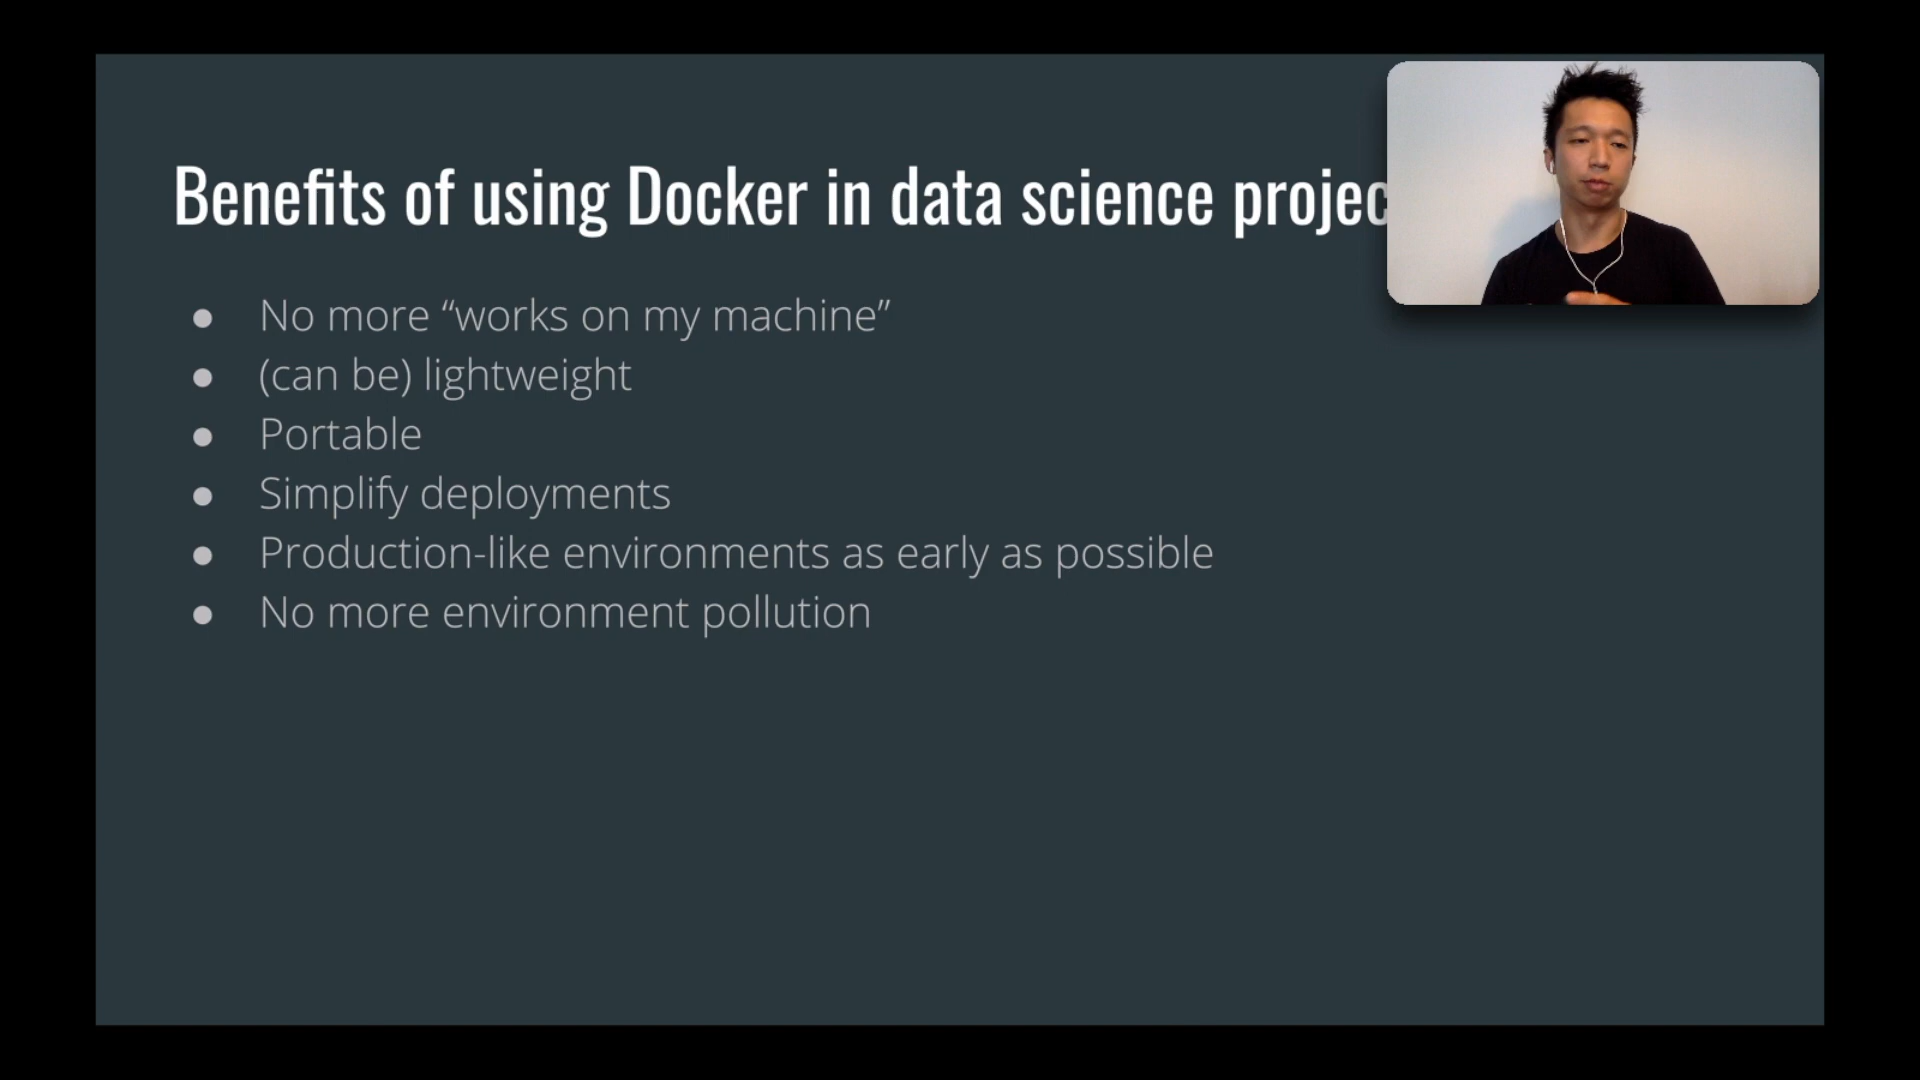 Benefits of using Docker in data science projec
● No more “works on my machine”
● (can be) lightweight
● Portable
● Simplify deployments
● Production-like environments as early as possible
● No more environment pollution